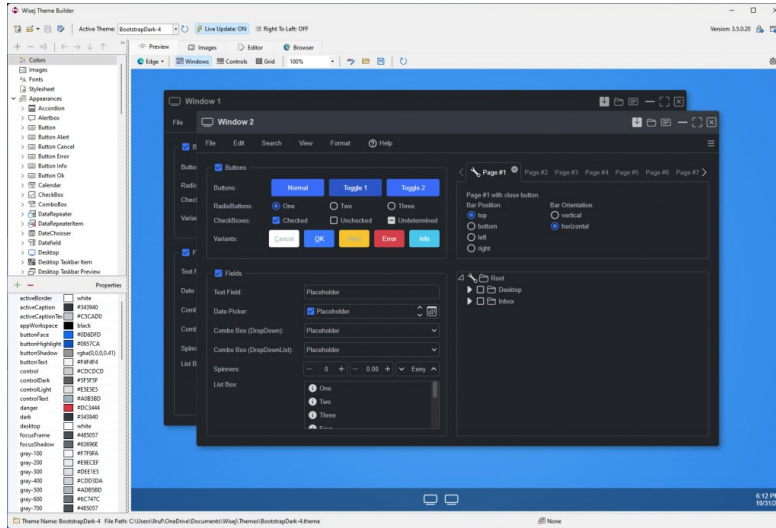 Wisej Theme Builder
Active Theme: BootstrapDark-4 Live Update: ON Right To Left: OFF Version: 3.5.0.20
Preview Images Editor Browser
Edge Windows Controls Grid 100%
Colors
Images
Fonts
Stylesheet
Appearances
Accordion
Alertbox
Button
Button Alert
Button Cancel
Button Error
Button Info
Button Ok
Calendar
CheckBox
ComboBox
DataRepeater
DataRepeaterItem
DateChooser
DateField
Desktop
Desktop Taskbar Item
Desktop Taskbar Preview
Properties
activeBorder white
activeCaption #343940
activeCaptionTe #C5CAD0
appWorkspace black
buttonFace #0D6DFD
buttonHighlight #0957CA
buttonShadow rgba(0,0,0,0.41)
buttonText #F4F4F4
control #CDCDCD
controlDark #5F5F5F
controlLight #E5E5E5
controlText #A0B5BD
danger #DC3444
dark #343940
desktop white
focusFrame #485057
focusShadow
gray-100 #F7F9FA
gray-200 #E9ECEF
gray-300 #DEE1E5
gray-400 #CDD3DA
gray-500 #ADB5BD
gray-600 #6C747C
gray-700 #485057
Window 1
File
Window 2
File Edit Search View Format Help
Buttons
Buttons: Normal Toggle 1 Toggle 2
RadioButtons: One Two Three
CheckBoxes: Checked Unchecked Undetermined
Variants: Cancel OK Error Info
Fields
Text Field: Placeholder
Date Picker: Placeholder
Combo Box (DropDown): Placeholder
Combo Box (DropDownList): Placeholder
Spinners: 0 0.00
List Box: One
Two
Three
Four
Page #1 Page #2 Page #3 Page #4 Page #5 Page #6 Page #7
Page #1 with close button.
Bar Position: Bar Orientation:
top vertical
bottom horizontal
left
right
Root
Desktop
Inbox
6:12 P
10/31/2
Theme Name: BootstrapDark-4 File Path: C:\Users\lruf\OneDrive\Documents\Wisej\Themes\BootstrapDark-4.theme None